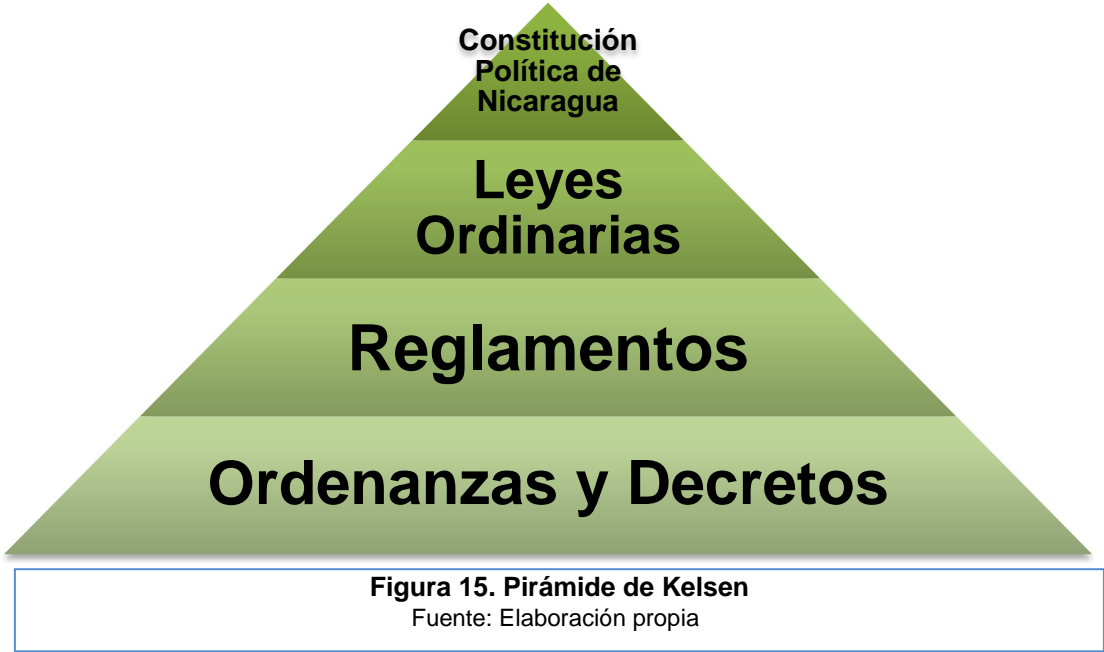 Constitución
Política de
Nicaragua
Leyes
Ordinarias
Reglamentos
Ordenanzas y Decretos
Figura 15. Pirámide de Kelsen
Fuente: Elaboración propia